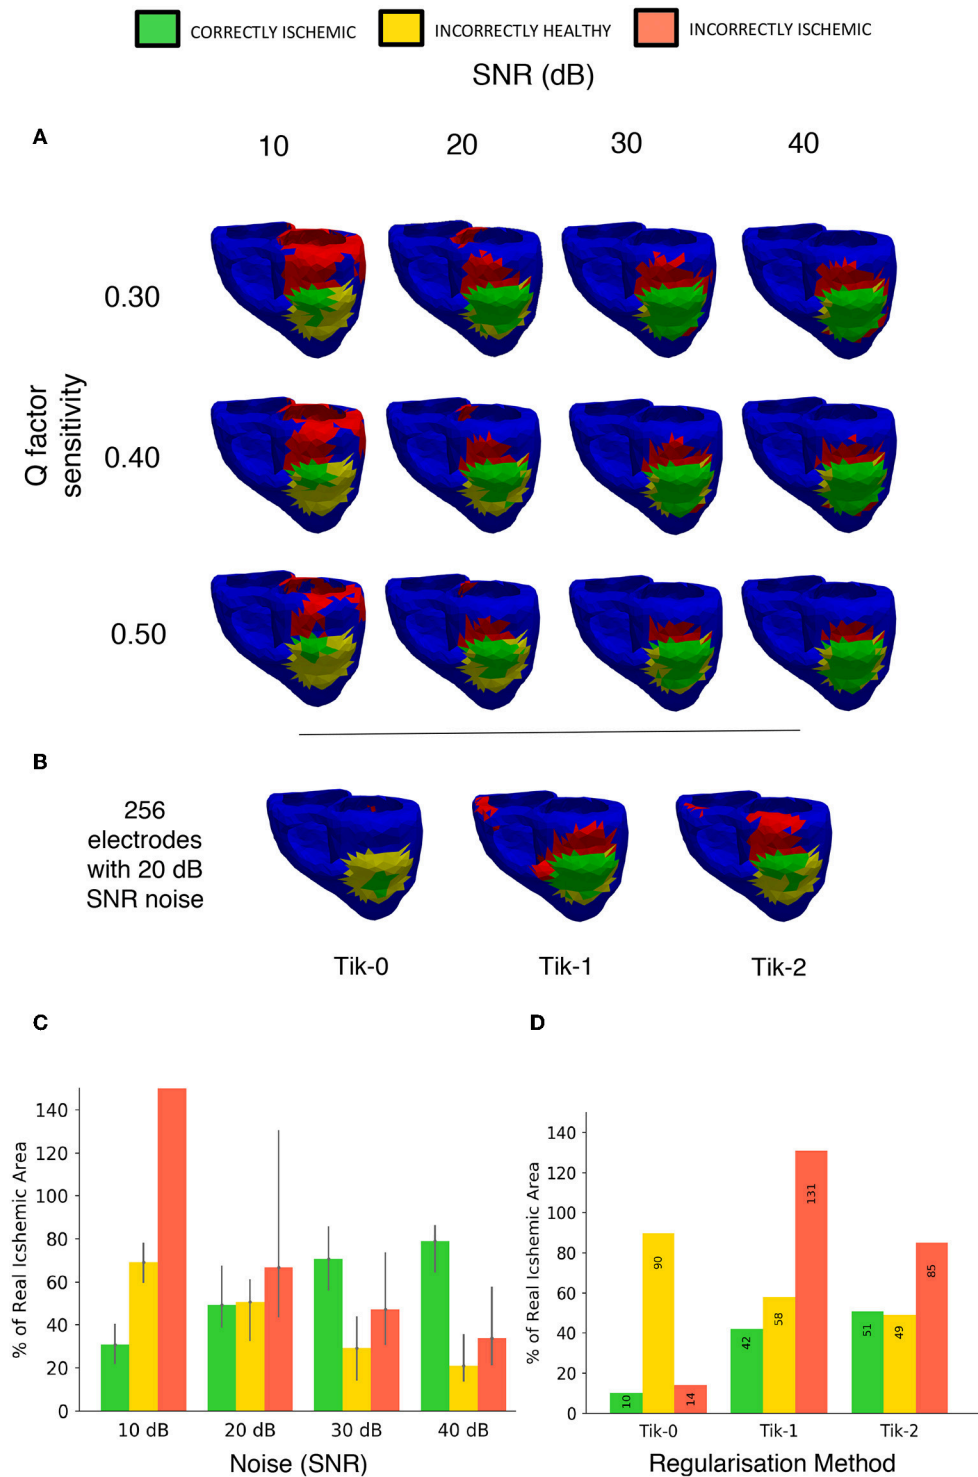 CORRECTLY ISCHEMIC INCORRECTLY HEALTHY INCORRECTLY ISCHEMIC
SNR (dB)
A
10 20 30 40
0.30
Q factor
sensitivity
0.40
0.50
B
256
electrodes
with 20 dB
SNR noise
Tik-0 Tik-1 Tik-2
C
% of Real Icshemic Area
140
120
100
80
60
40
20
0
10 dB 20 dB 30 dB 40 dB
Noise (SNR)
D
% of Real Icshemic Area
140
120
100
80
60
40
20
0
10 90 14 42 58 131 51 49 85
Tik-0 Tik-1 Tik-2
Regularisation Method